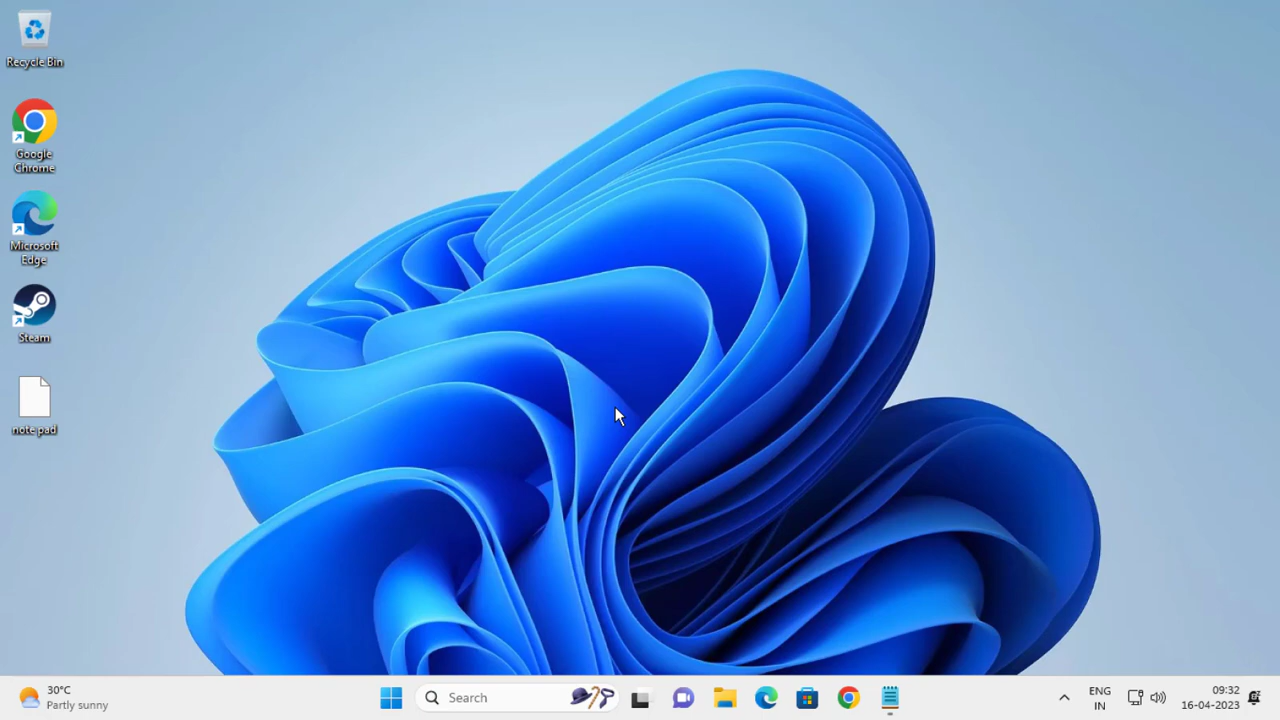 Recycle Bin
Google
Chrome
Microsoft
Edge
Steam
note pad
30°C
Partly sunny
Search
ENG
IN
09:32
16-04-2023